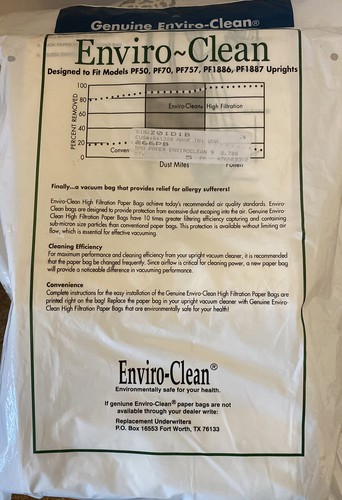 Genuine Enviro-Clean®
Enviro~Clean
Designed to Fit Models PF50, PF70, PF757, PF1886, PF1887 Uprights
PERCENT REMOVED
100
80
60
40
20
0
Enviro-Clean® High Filtration
Conven
Dust Mites
Pollen
Finally...a vacuum bag that provides relief for allergy sufferers!
Enviro-Clean High Filtration Paper Bags achieve today's recommended air quality standards. Enviro-
Clean bags are designed to provide protection from excessive dust escaping into the air. Genuine Enviro-
Clean High Filtration Paper Bags have 10 times greater filtering efficiency capturing and containing
sub-micron size particles than conventional paper bags. This protection is available without limiting air
flow, which is essential for effective vacuuming.
Cleaning Efficiency
For maximum performance and cleaning efficiency from your upright vacuum cleaner, it is recommended
that the paper bag be changed frequently. Since airflow is critical for cleaning power, a new paper bag
will provide a noticeable difference in vacuuming performance.
Convenience
Complete instructions for the easy installation of the Genuine Enviro-Clean High Filtration Paper Bags are
printed right on the bag! Replace the paper bag in your upright vacuum cleaner with Genuine Enviro-
Clean High Filtration Paper Bags that are environmentally safe for your health!
Enviro-Clean®
Environmentally safe for your health.
If geniune Enviro-Clean® paper bags are not
available through your dealer write:
Replacement Underwriters
P.O. Box 16553 Fort Worth, TX 76133